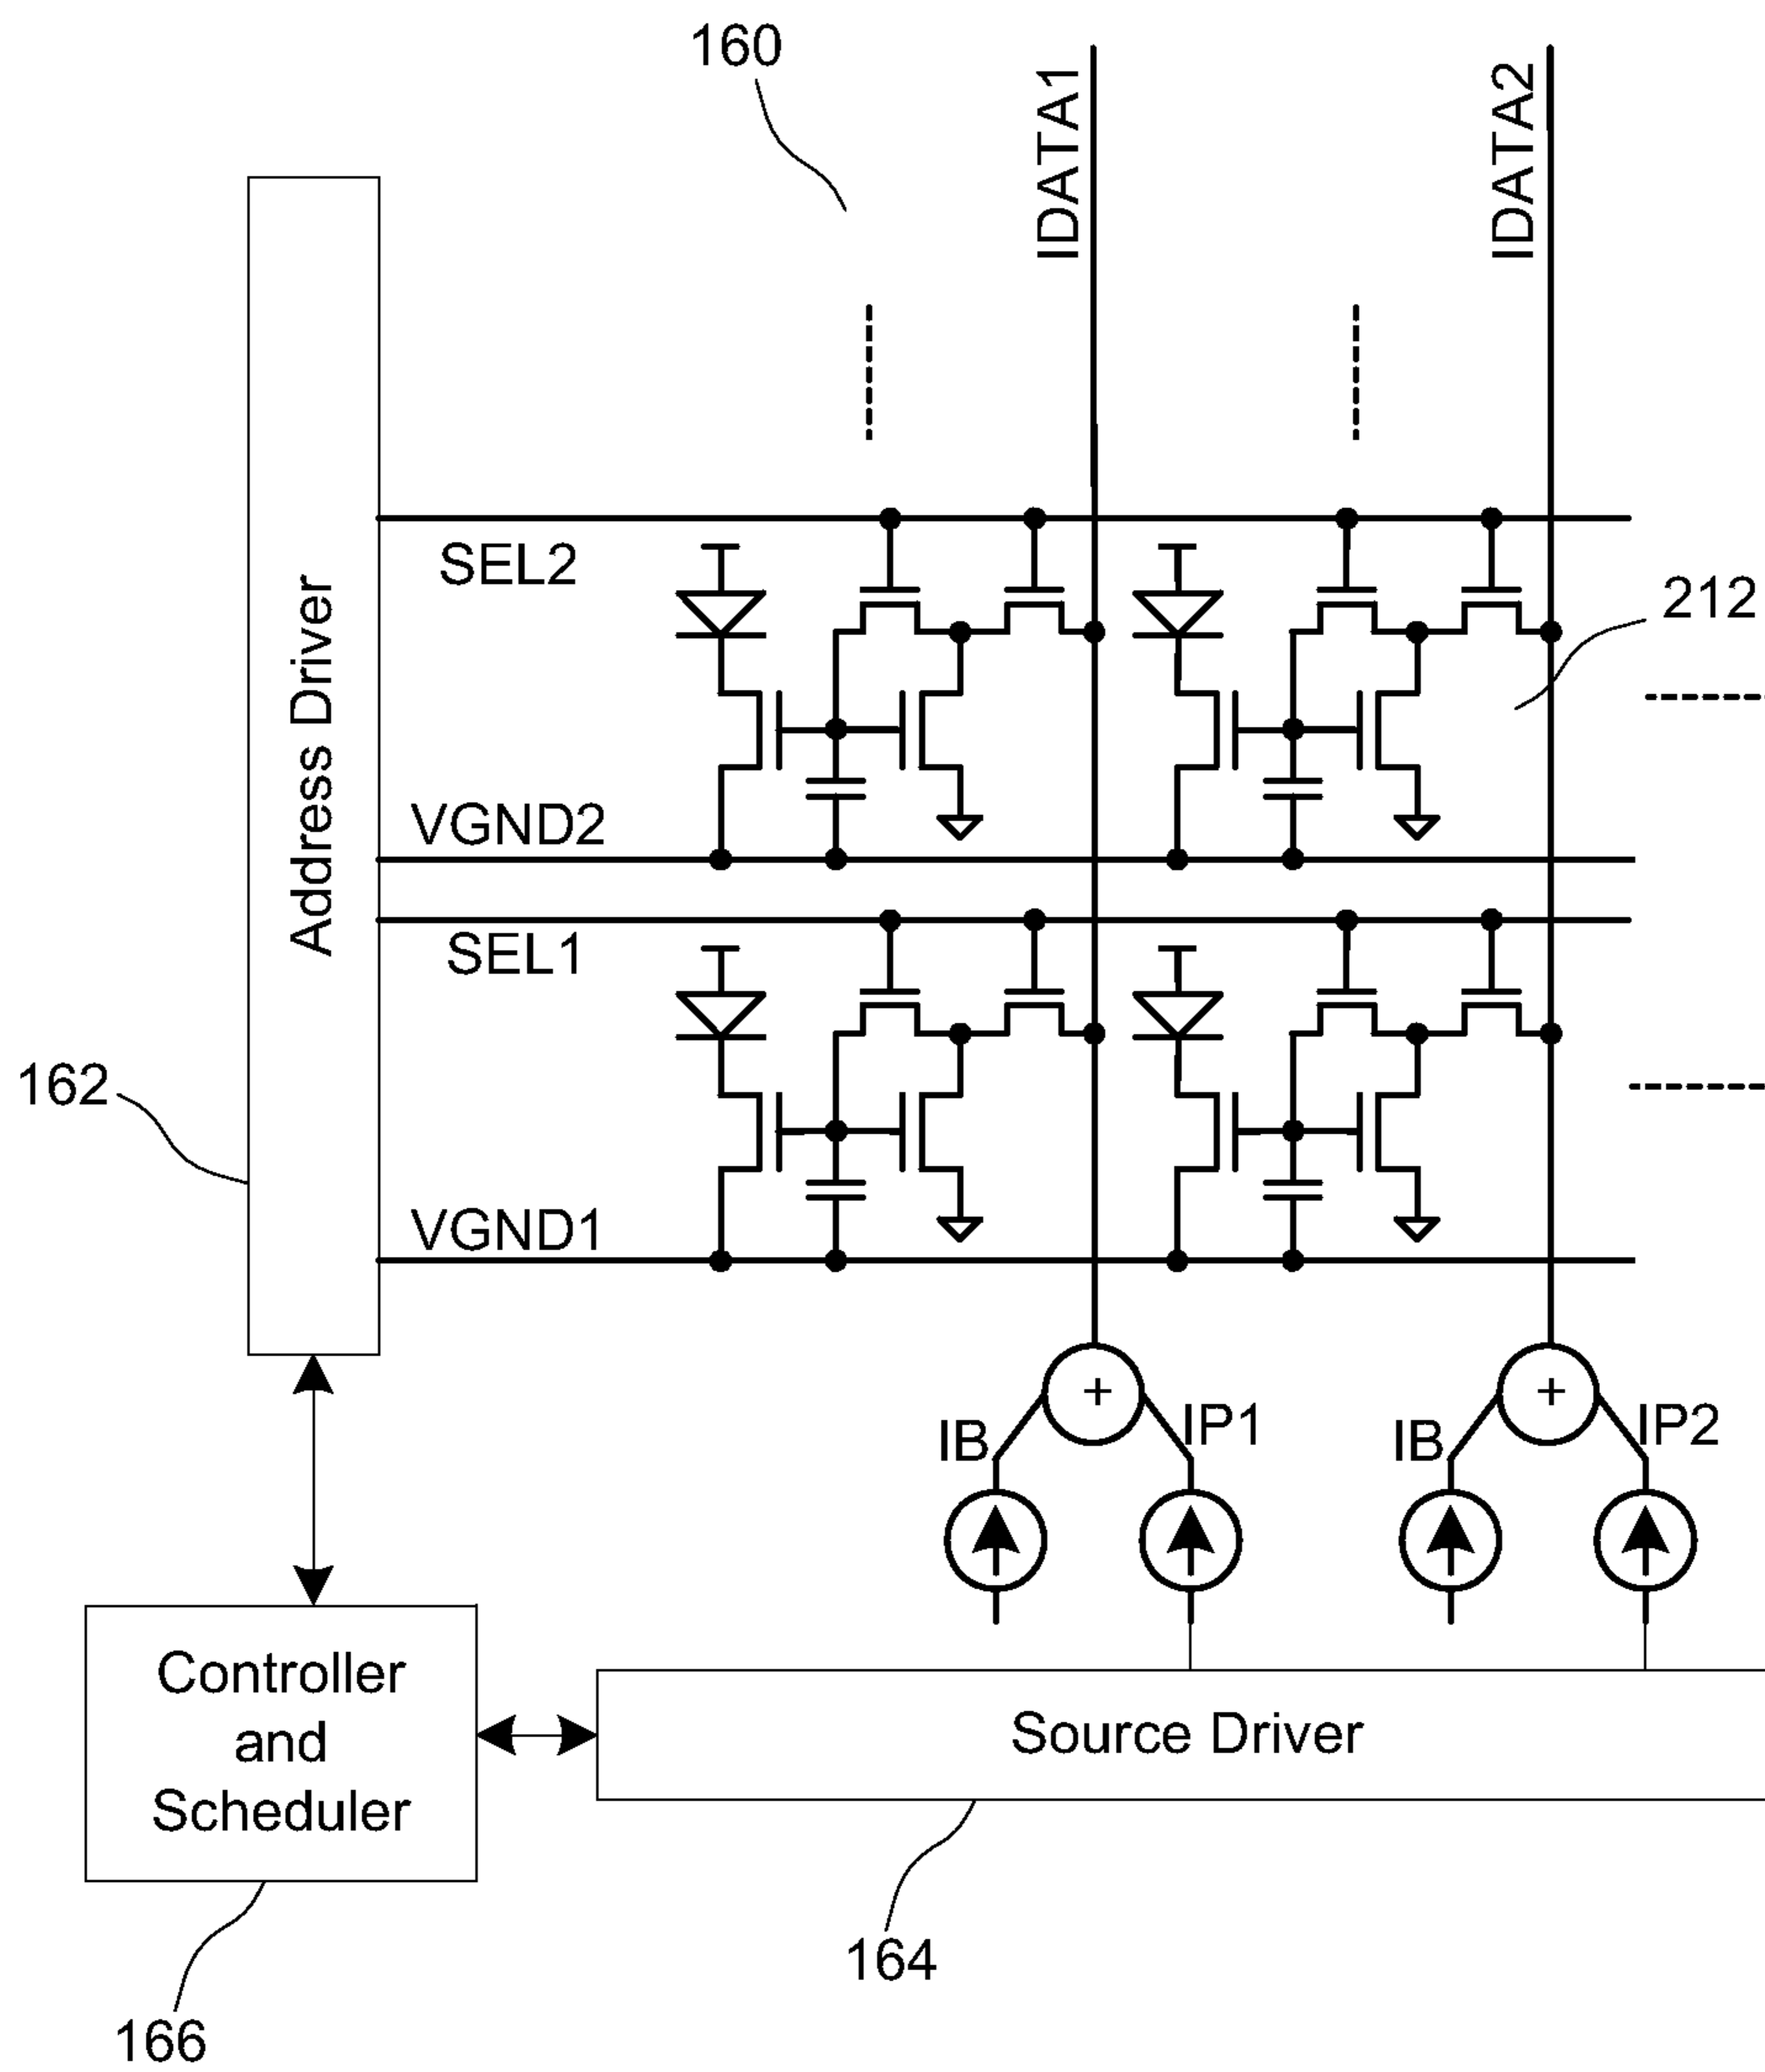 160
IDATA1
IDATA2
SEL2
212
Address Driver
VGND2
SEL1
162
VGND1
+
+
IB
IP1
IB
IP2
Controller
and
Scheduler
Source Driver
164
166